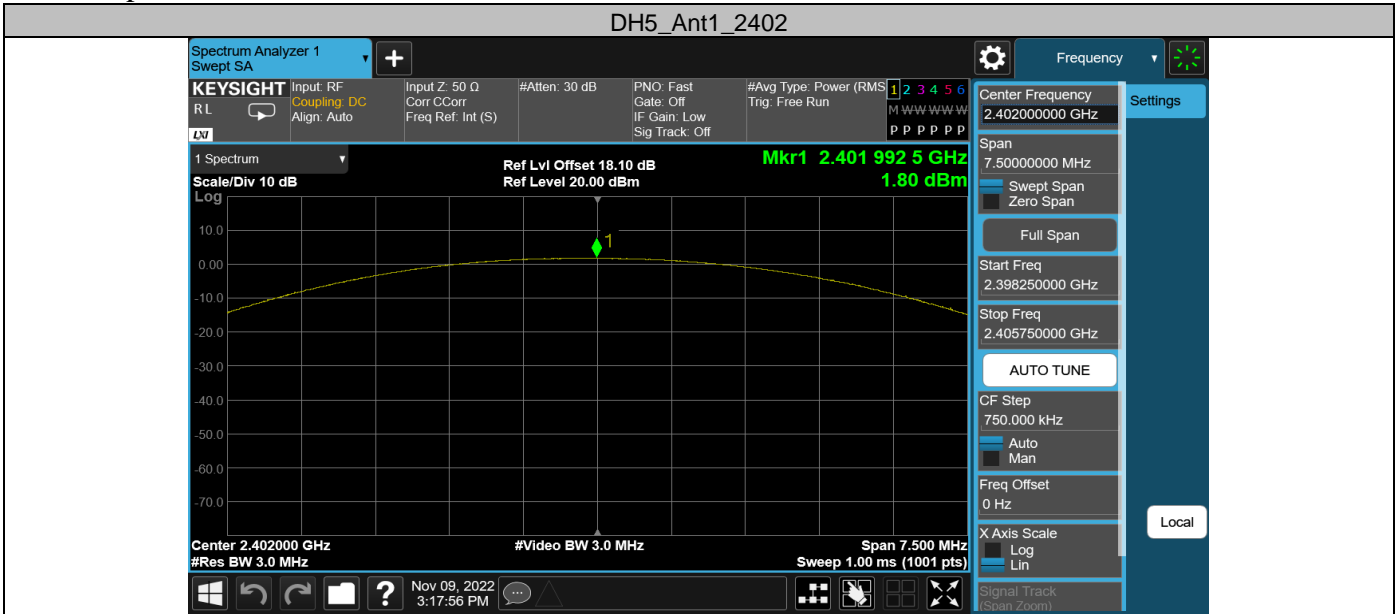 DH5_Ant1_2402
Spectrum Analyzer 1
Swept SA
Frequency
KEYSIGHT
RL
LXI
Input: RF
Coupling: DC
Align: Auto
Input Z: 50 Ω
Corr CCorr
Freq Ref: Int (S)
#Atten: 30 dB
PNO: Fast
Gate: Off
IF Gain: Low
Sig Track: Off
#Avg Type: Power (RMS
Trig: Free Run
1 2 3 4 5 6
M W W W W W
P P P P P P
1 Spectrum
Scale/Div 10 dB
Ref Lvl Offset 18.10 dB
Ref Level 20.00 dBm
Mkr1 2.401 992 5 GHz
1.80 dBm
Log
10.0
0.00
-10.0
-20.0
-30.0
-40.0
-50.0
-60.0
-70.0
1
Center 2.402000 GHz
#Res BW 3.0 MHz
#Video BW 3.0 MHz
Span 7.500 MHz
Sweep 1.00 ms (1001 pts)
Nov 09, 2022
3:17:56 PM
Center Frequency
2.402000000 GHz
Span
7.50000000 MHz
Swept Span
Zero Span
Full Span
Start Freq
2.398250000 GHz
Stop Freq
2.405750000 GHz
AUTO TUNE
CF Step
750.000 kHz
Auto
Man
Freq Offset
0 Hz
X Axis Scale
Log
Lin
Signal Track
(Span Zoom)
Settings
Local